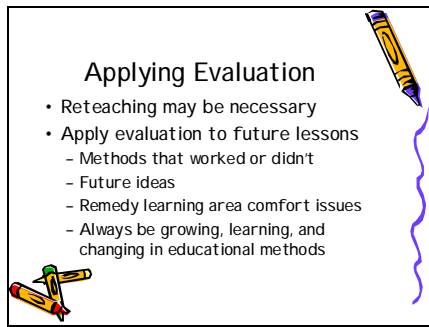 Applying Evaluation
• Reteaching may be necessary
• Apply evaluation to future lessons
– Methods that worked or didn't
– Future ideas
– Remedy learning area comfort issues
– Always be growing, learning, and
changing in educational methods